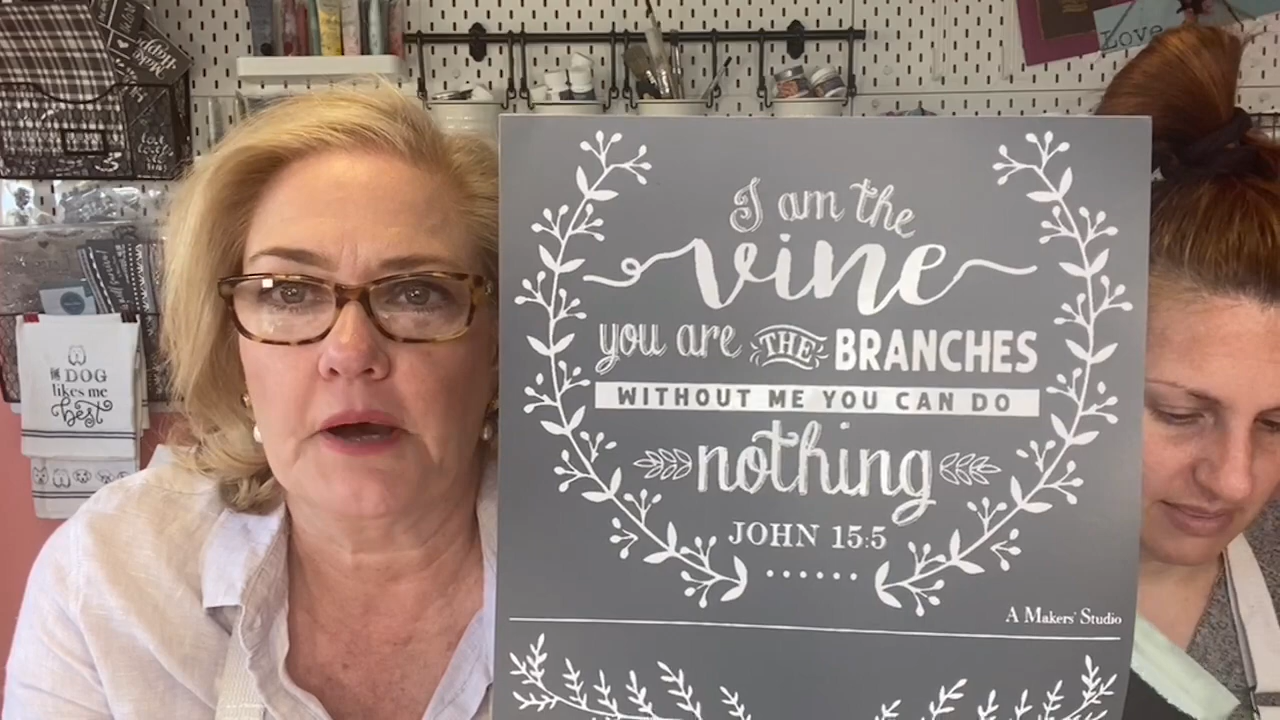 Love
I am the
vine
you are THE BRANCHES
WITHOUT ME YOU CAN DO
nothing
JOHN 15:5
A Makers' Studio
DOG
likes me
best